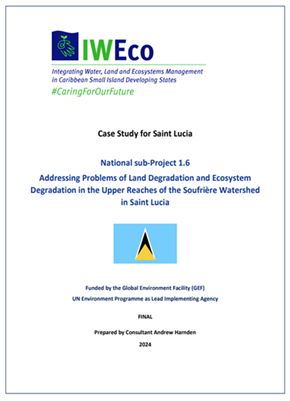 IWEco
Integrating Water, Land and Ecosystems Management
in Caribbean Small Island Developing States
#CaringForOurFuture
Case Study for Saint Lucia
National sub-Project 1.6
Addressing Problems of Land Degradation and Ecosystem
Degradation in the Upper Reaches of the Soufrière Watershed
in Saint Lucia
Funded by the Global Environment Facility (GEF)
UN Environment Programme as Lead Implementing Agency
FINAL
Prepared by Consultant Andrew Harnden
2024